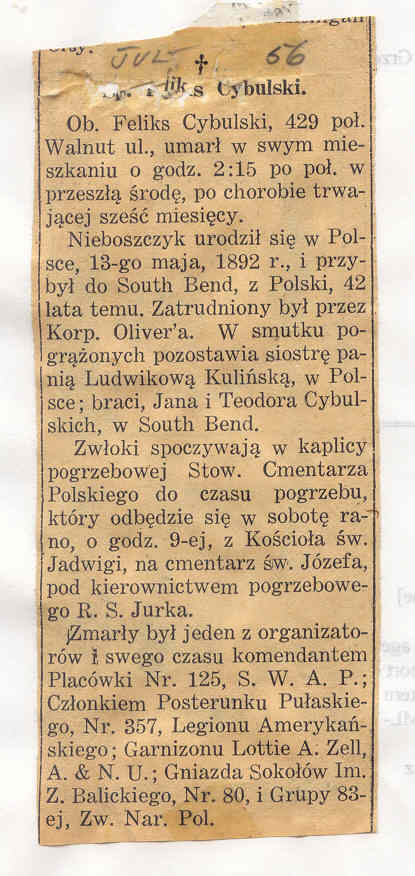 JUL 56
†
Feliks Cybulski.
Ob. Feliks Cybulski, 429 poł.
Walnut ul., umarł w swym mie-
szkaniu o godz. 2:15 po poł. w
przeszłą środę, po chorobie trwa-
jącej sześć miesięcy.
Nieboszczyk urodził się w Pol-
sce, 13-go maja, 1892 r., i przy-
był do South Bend, z Polski, 42
lata temu. Zatrudniony był przez
Korp. Oliver'a. W smutku po-
grążonych pozostawia siostrę pa-
nią Ludwikową Kulińską, w Pol-
sce; braci, Jana i Teodora Cybul-
skich, w South Bend.
Zwłoki spoczywają w kaplicy
pogrzebowej Stow. Cmentarza
Polskiego do czasu pogrzebu,
który odbędzie się w sobotę ra-
no, o godz. 9-ej, z Kościoła św.
Jadwigi, na cmentarz św. Józefa,
pod kierownictwem pogrzebowe-
go R. S. Jurka.
Zmarły był jeden z organizato-
rów i swego czasu komendantem
Placówki Nr. 125, S. W. A. P.;
Członkiem Posterunku Pułaskie-
go, Nr. 357, Legionu Amerykań-
skiego; Garnizonu Lottie A. Zell,
A. & N. U.; Gniazda Sokołów Im.
Z. Balickiego, Nr. 80, i Grupy 83-
ej, Zw. Nar. Pol.